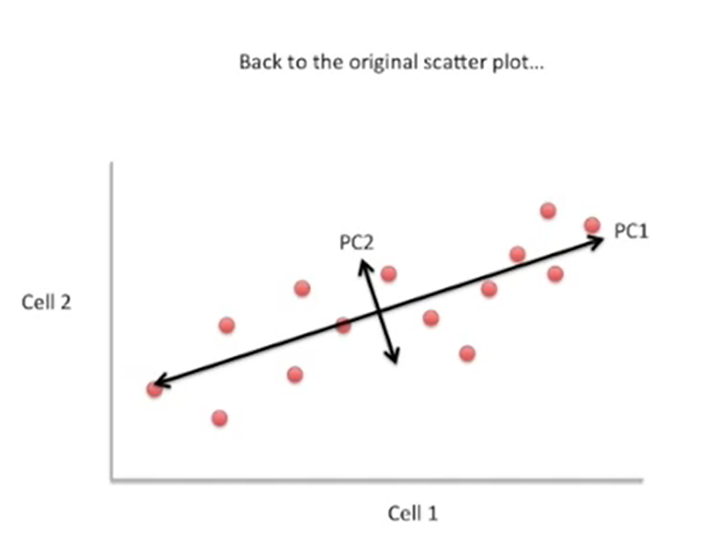 Back to the original scatter plot...
PC2
PC1
Cell 2
Cell 1